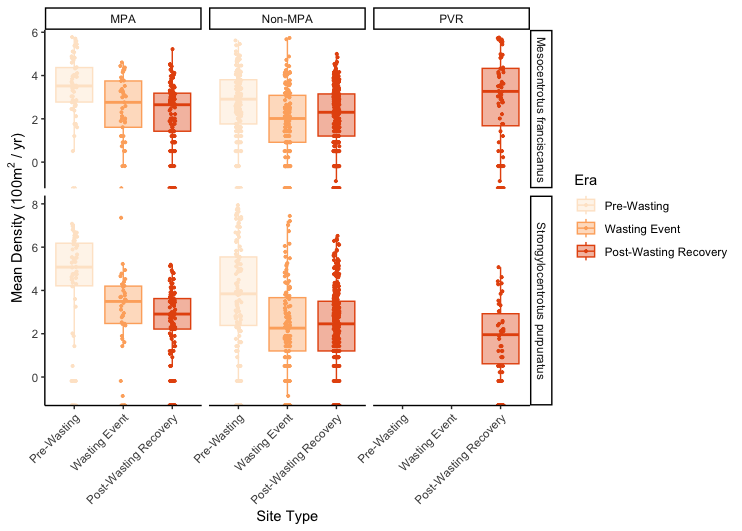 MPA
Non-MPA
PVR
Mean Density (100m² / yr)
6
4
2
0
Mesocentrotus franciscanus
8
6
4
2
0
Strongylocentrotus purpuratus
Pre-Wasting
Wasting Event
Post-Wasting Recovery
Pre-Wasting
Wasting Event
Post-Wasting Recovery
Pre-Wasting
Wasting Event
Post-Wasting Recovery
Site Type
Era
Pre-Wasting
Wasting Event
Post-Wasting Recovery